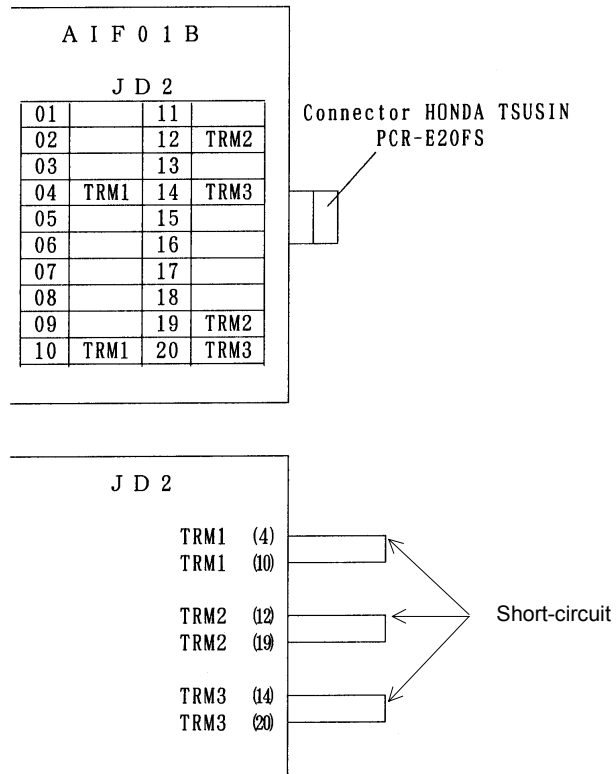 AIF01B
JD2
01 11
02 12 TRM2
03 13
04 TRM1 14 TRM3
05 15
06 16
07 17
08 18
09 19 TRM2
10 TRM1 20 TRM3
Connector HONDA TSUSIN
PCR-E20FS
JD2
TRM1 (4)
TRM1 (10)
TRM2 (12)
TRM2 (19)
TRM3 (14)
TRM3 (20)
Short-circuit